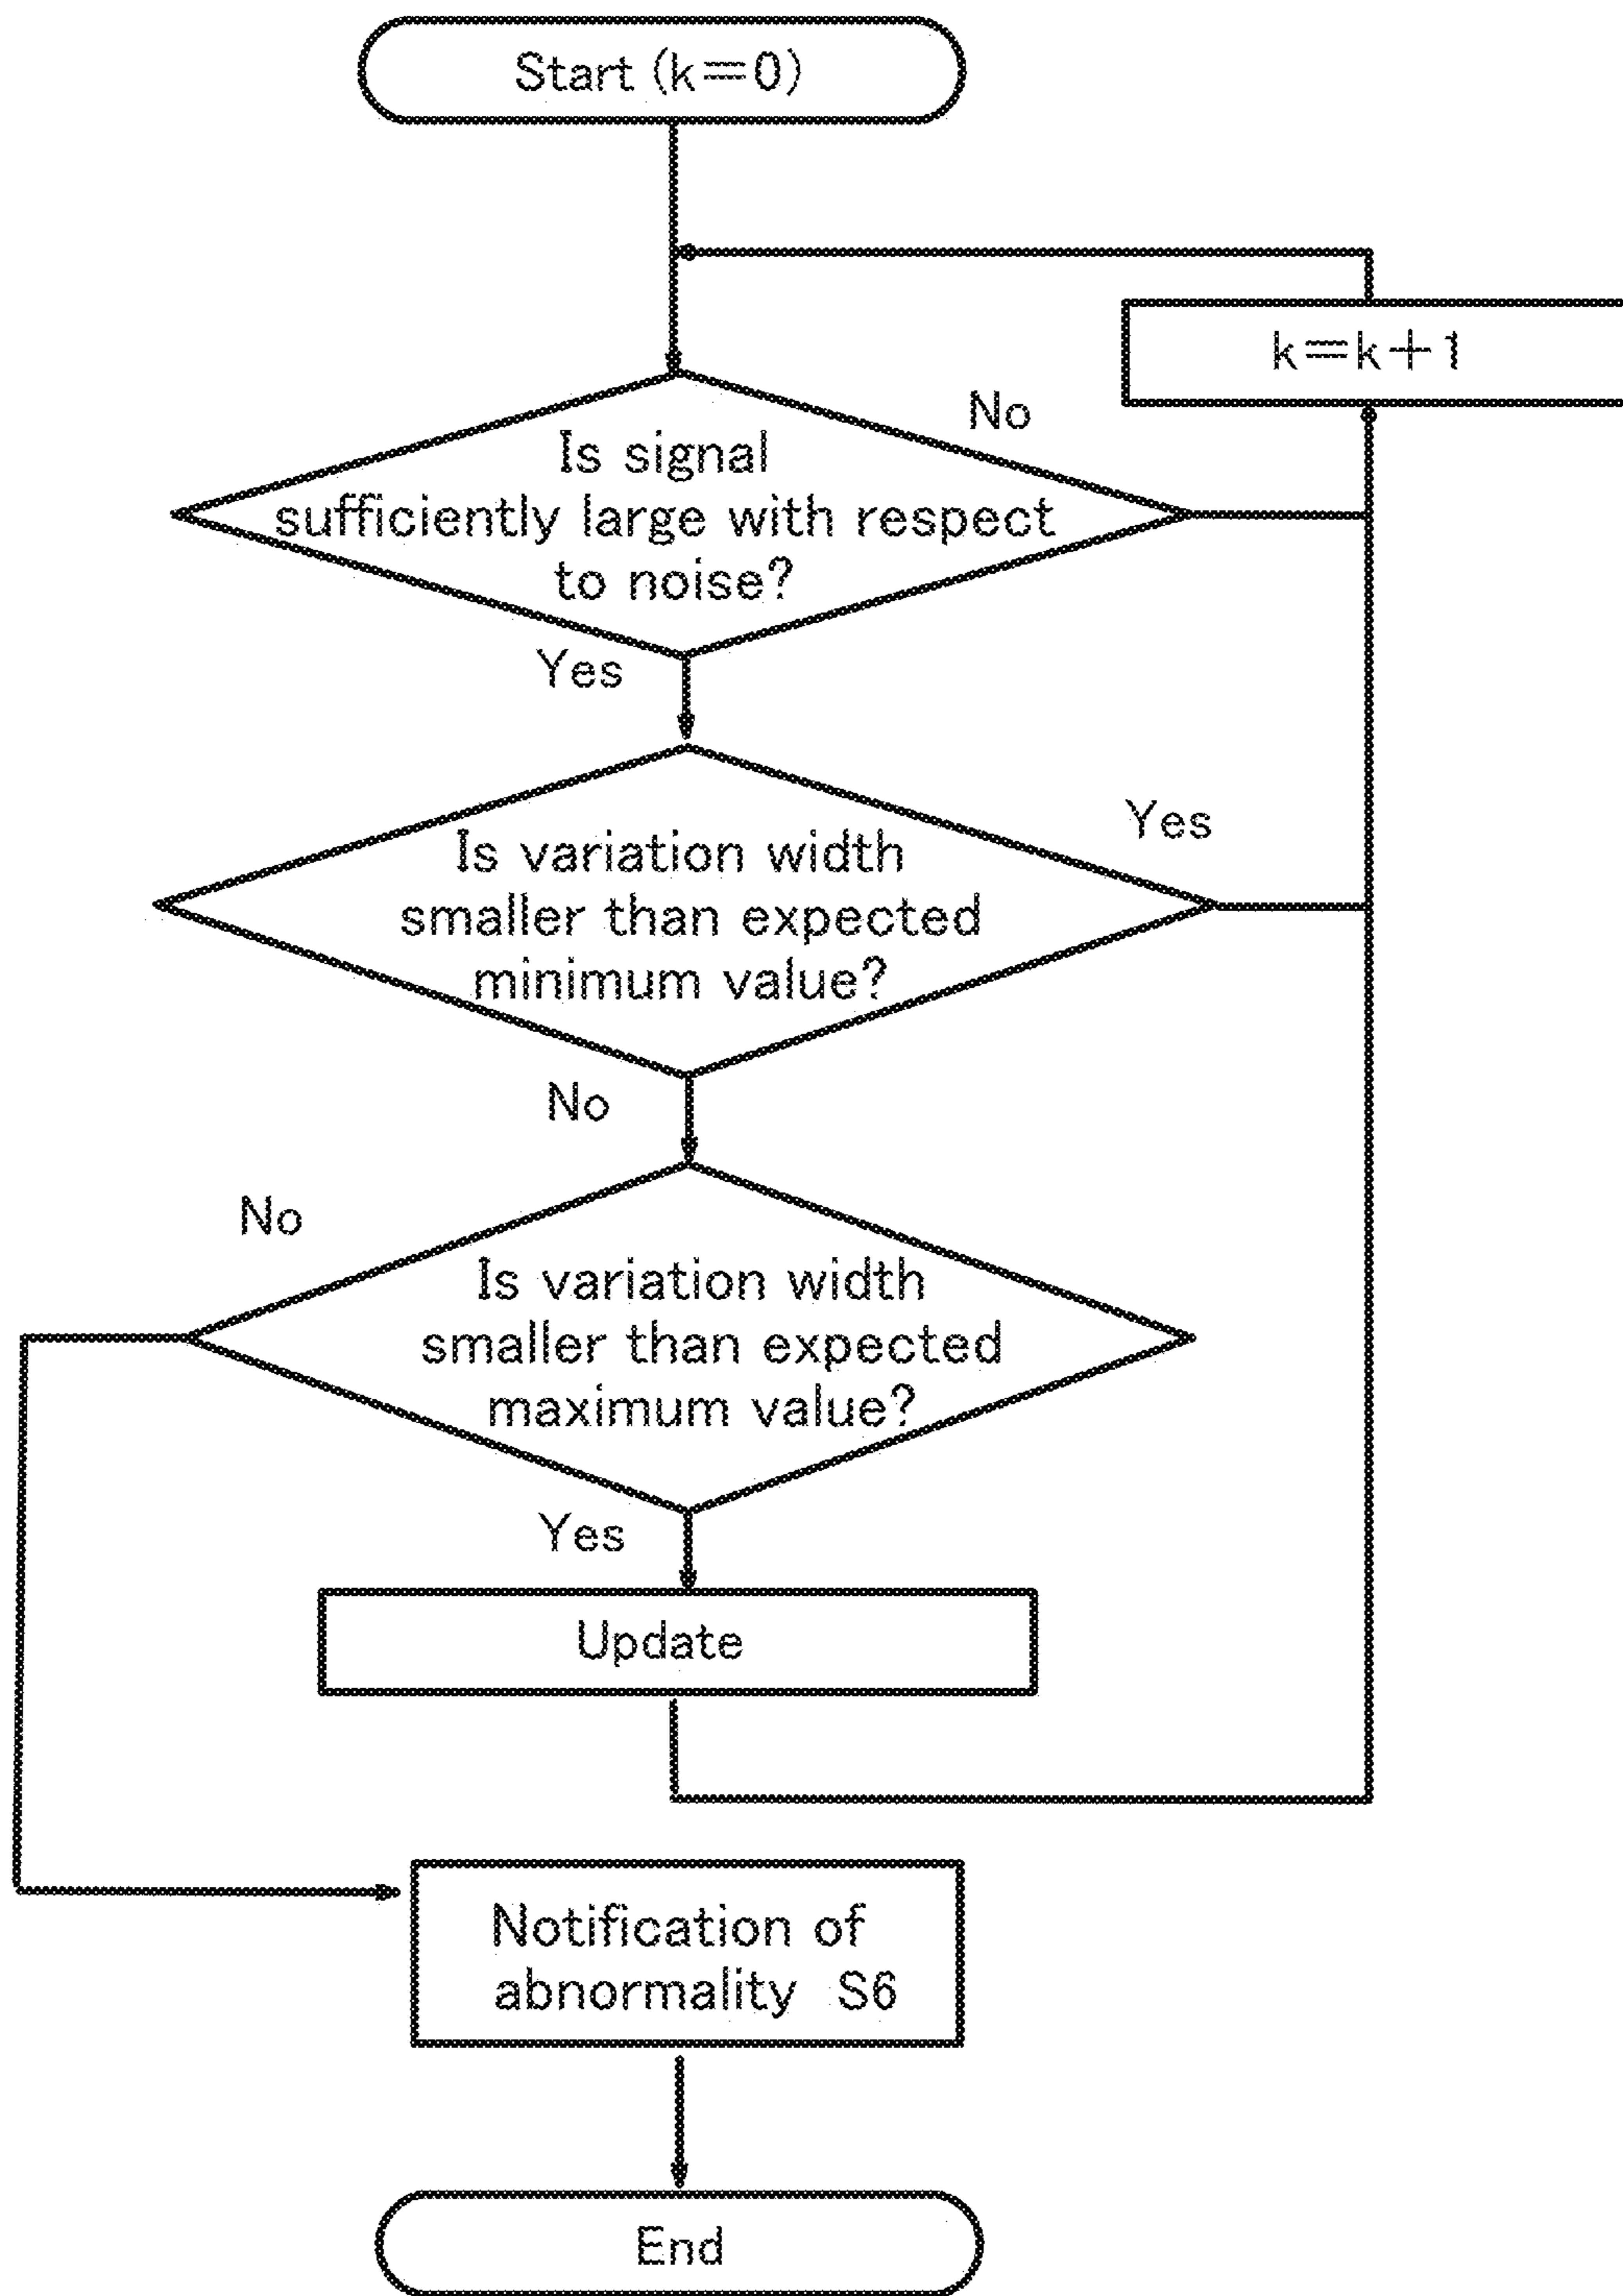 Start (k=0)
k=k+1
No
Is signal
sufficiently large with respect
to noise?
Yes
Yes
Is variation width
smaller than expected
minimum value?
No
No
Is variation width
smaller than expected
maximum value?
Yes
Update
Notification of
abnormality S6
End